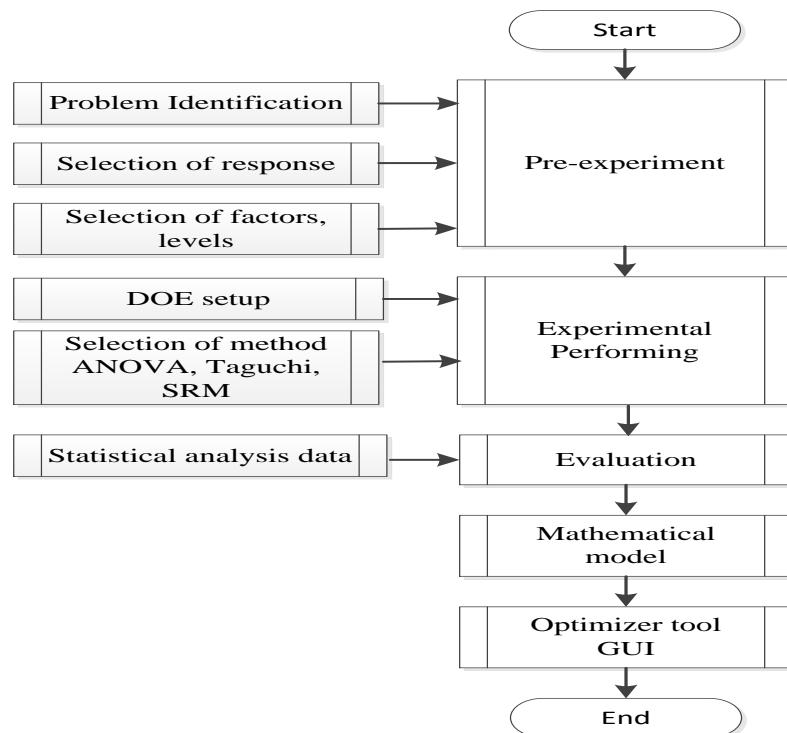 Start
Problem Identification
Selection of response
Selection of factors,
levels
Pre-experiment
DOE setup
Selection of method
ANOVA, Taguchi,
SRM
Experimental
Performing
Statistical analysis data
Evaluation
Mathematical
model
Optimizer tool
GUI
End